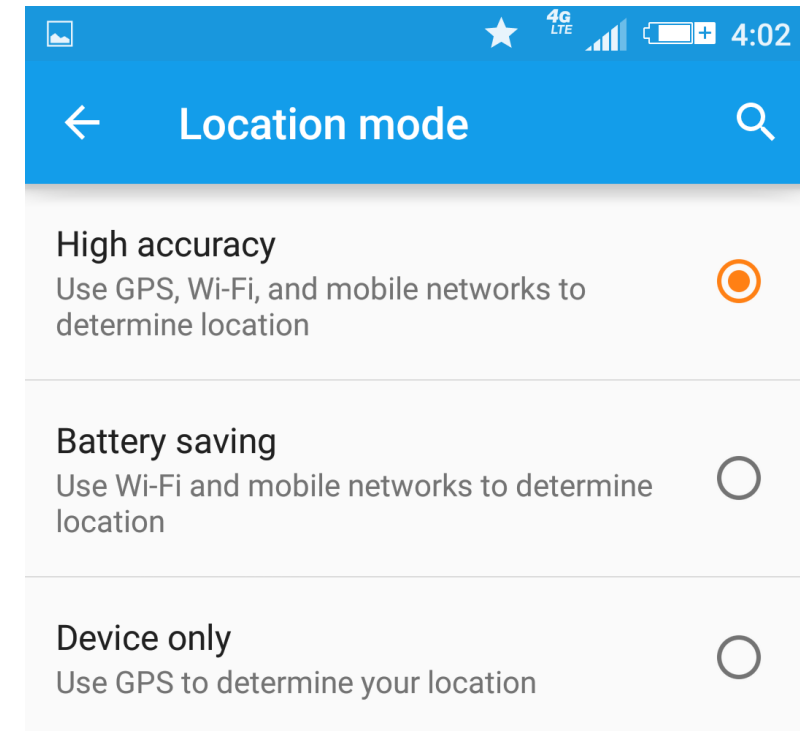 4G
LTE
4:02
Location mode
High accuracy
Use GPS, Wi-Fi, and mobile networks to
determine location
Battery saving
Use Wi-Fi and mobile networks to determine
location
Device only
Use GPS to determine your location